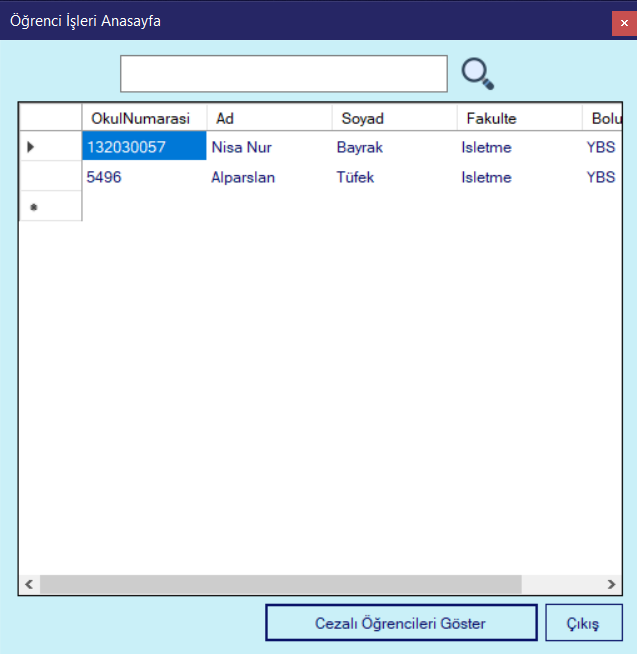 Öğrenci İşleri Anasayfa
OkulNumarasi Ad Soyad Fakulte Bolu
132030057 Nisa Nur Bayrak Isletme YBS
5496 Alparslan Tüfek Isletme YBS
Cezalı Öğrencileri Göster Çıkış